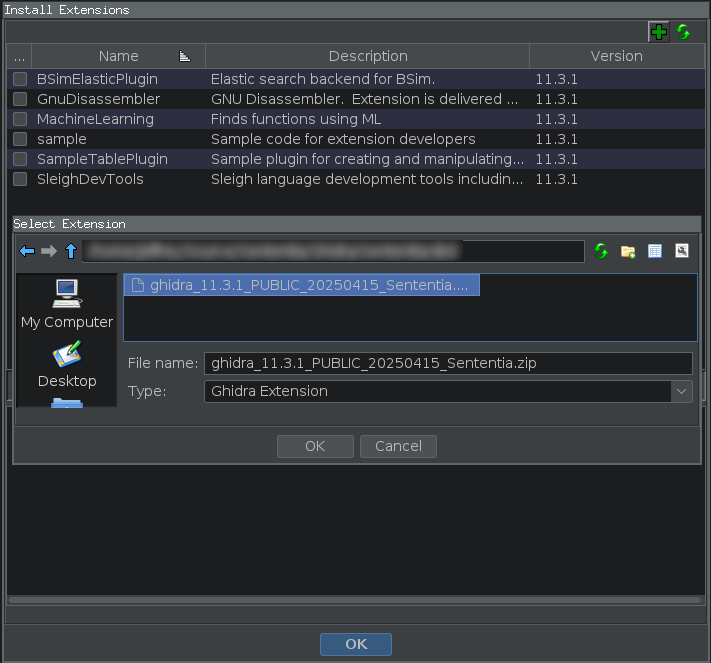 Install Extensions
... Name Description Version
BSimElasticPlugin Elastic search backend for BSim. 11.3.1
GnuDisassembler GNU Disassembler. Extension is delivered ... 11.3.1
MachineLearning Finds functions using ML 11.3.1
sample Sample code for extension developers 11.3.1
SampleTablePlugin Sample plugin for creating and manipulating... 11.3.1
SleighDevTools Sleigh language development tools includin... 11.3.1
Select Extension
My Computer
Desktop
ghidra_11.3.1_PUBLIC_20250415_Sententia....
File name: ghidra_11.3.1_PUBLIC_20250415_Sententia.zip
Type: Ghidra Extension
OK Cancel
OK